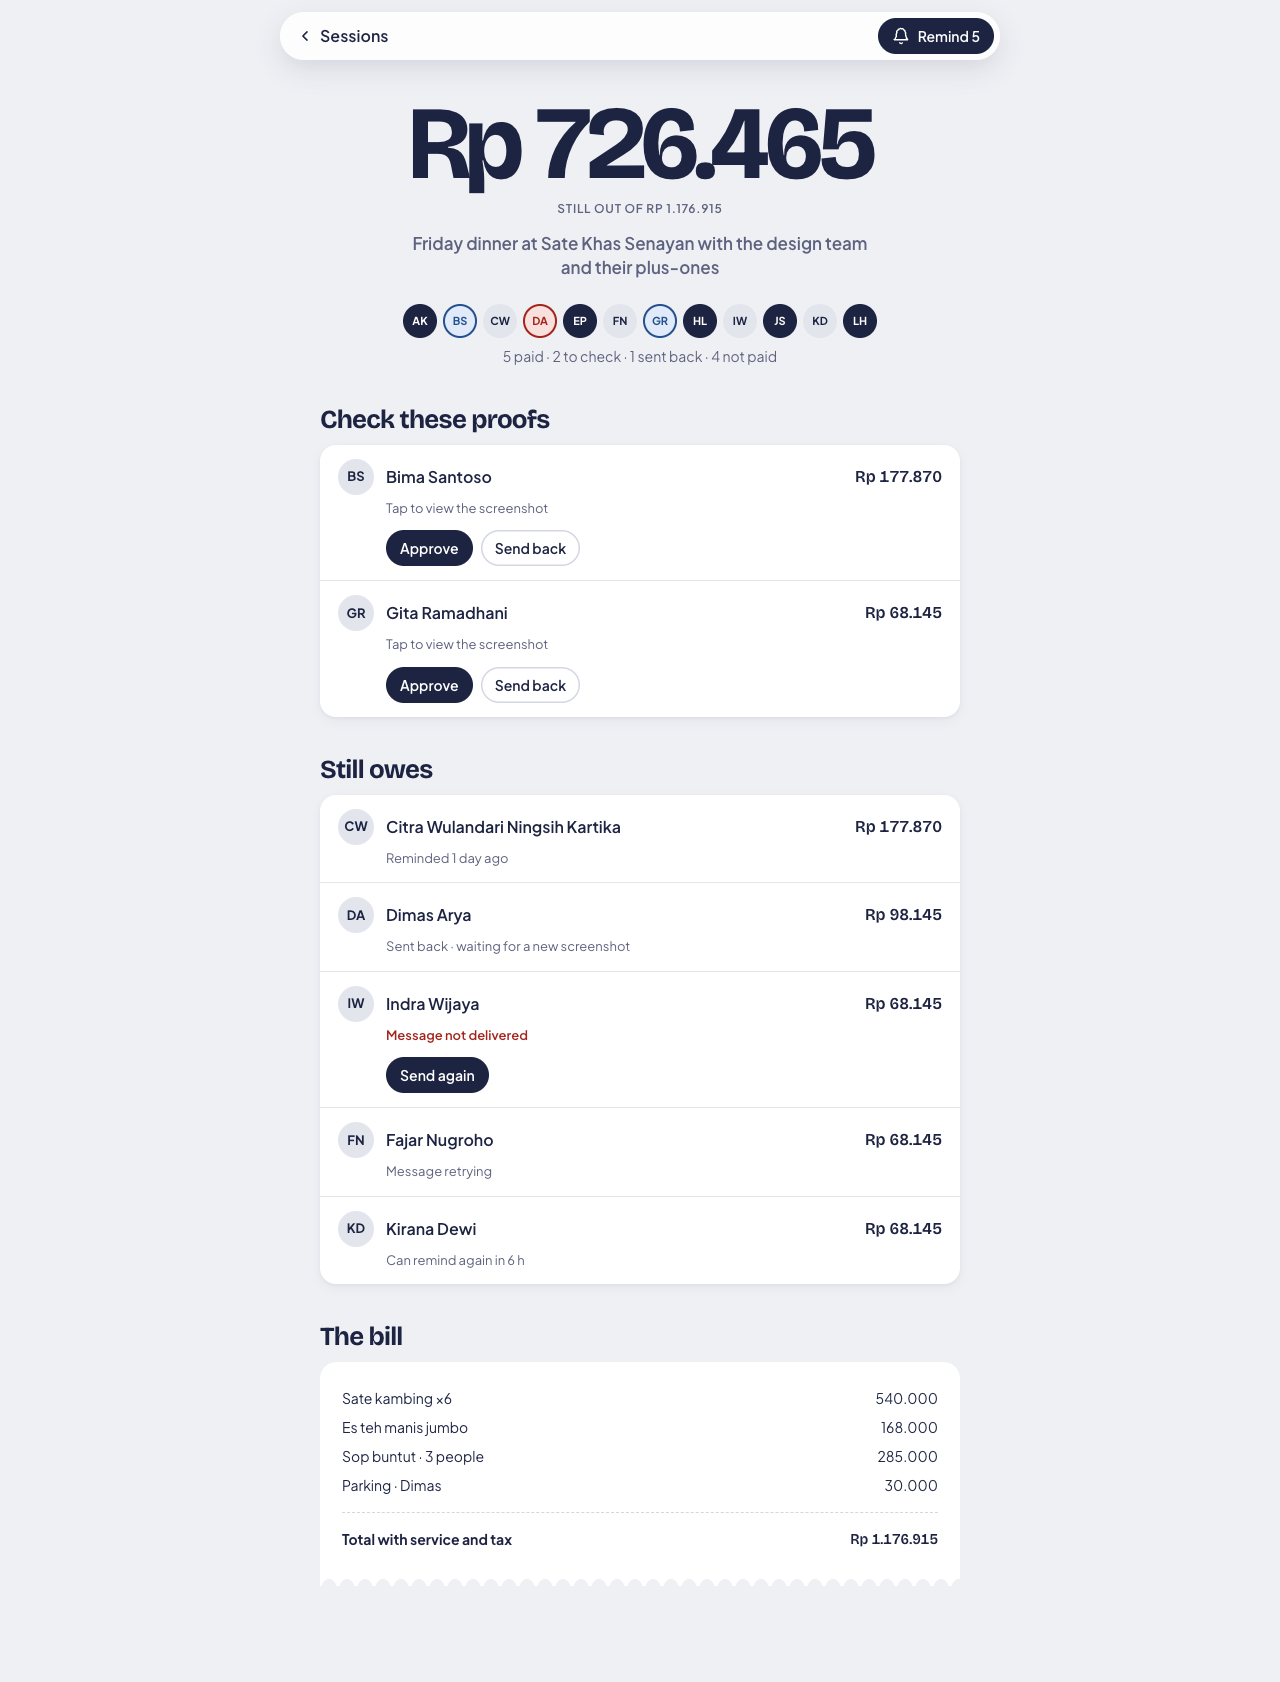 Sessions
Remind 5
Rp 726.465
STILL OUT OF RP 1.176.915
Friday dinner at Sate Khas Senayan with the design team
and their plus-ones
AK BS CW DA EP FN GR HL IW JS KD LH
5 paid · 2 to check · 1 sent back · 4 not paid
Check these proofs
BS Bima Santoso Rp 177.870
Tap to view the screenshot
Approve Send back
GR Gita Ramadhani Rp 68.145
Tap to view the screenshot
Approve Send back
Still owes
CW Citra Wulandari Ningsih Kartika Rp 177.870
Reminded 1 day ago
DA Dimas Arya Rp 98.145
Sent back · waiting for a new screenshot
IW Indra Wijaya Rp 68.145
Message not delivered
Send again
FN Fajar Nugroho Rp 68.145
Message retrying
KD Kirana Dewi Rp 68.145
Can remind again in 6 h
The bill
Sate kambing ×6 540.000
Es teh manis jumbo 168.000
Sop buntut · 3 people 285.000
Parking · Dimas 30.000
Total with service and tax Rp 1.176.915